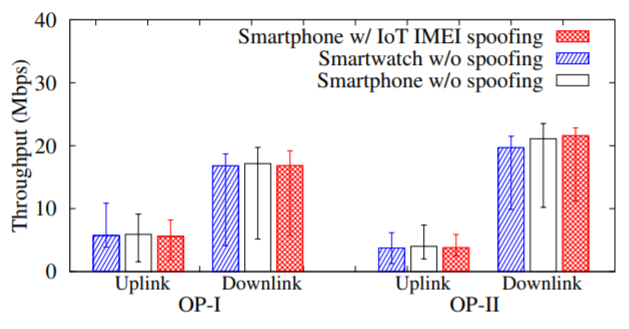 40
30
20
10
0
Throughput (Mbps)
Smartphone w/ IoT IMEI spoofing
Smartwatch w/o spoofing
Smartphone w/o spoofing
Uplink Downlink Uplink Downlink
OP-I OP-II